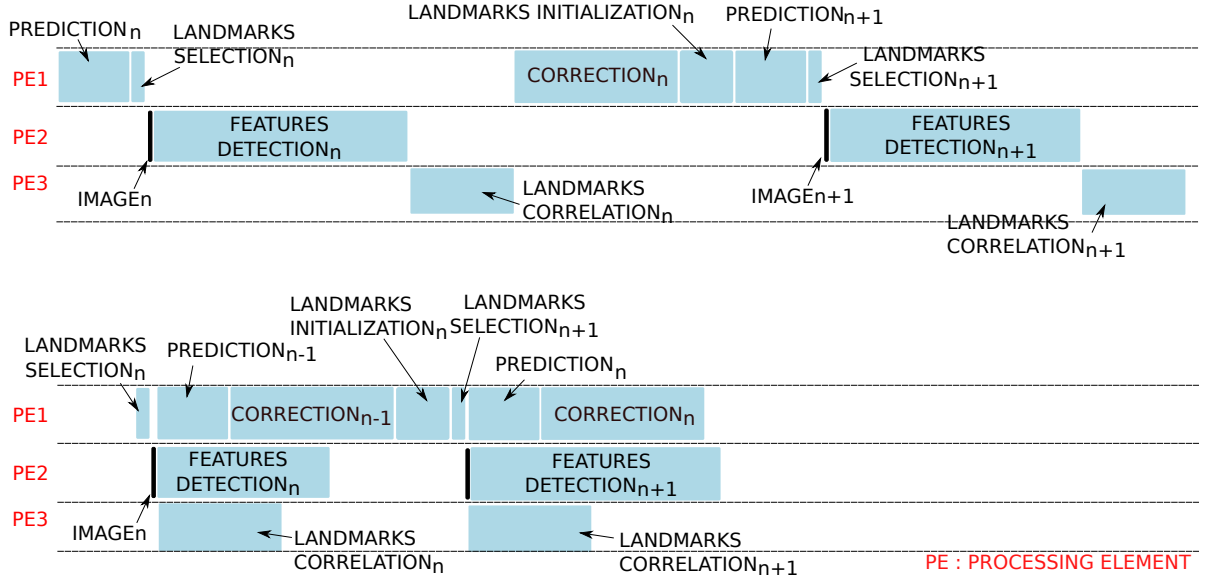 LANDMARKS INITIALIZATIONn
PREDICTIONn+1
PREDICTIONn
LANDMARKS
SELECTIONn
LANDMARKS
SELECTIONn+1
PE1
CORRECTIONn
PE2
FEATURES
DETECTIONn
FEATURES
DETECTIONn+1
PE3
IMAGEn
LANDMARKS
CORRELATIONn
IMAGEn+1
LANDMARKS
CORRELATIONn+1
LANDMARKS
INITIALIZATIONn
LANDMARKS
SELECTIONn+1
LANDMARKS
SELECTIONn
PREDICTIONn-1
PREDICTIONn
PE1
CORRECTIONn-1
CORRECTIONn
PE2
FEATURES
DETECTIONn
FEATURES
DETECTIONn+1
PE3
IMAGEn
LANDMARKS
CORRELATIONn
LANDMARKS
CORRELATIONn+1
PE : PROCESSING ELEMENT